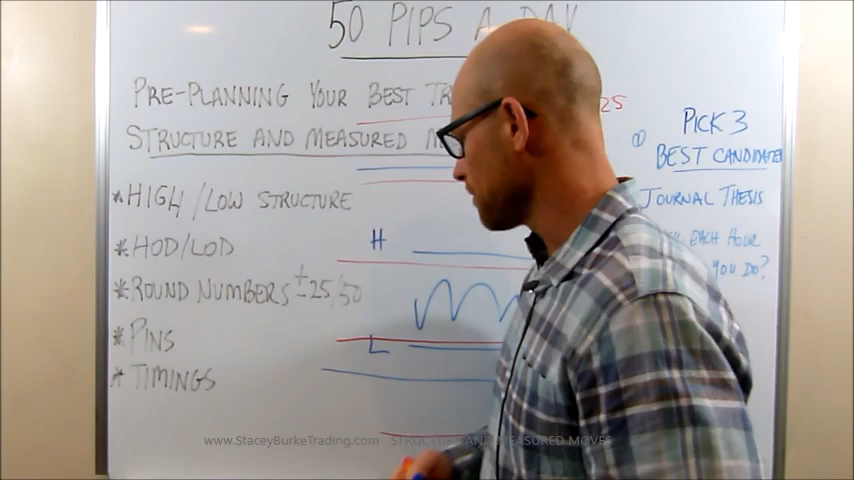 50 PIPS A DAY
PRE-PLANNING YOUR BEST TR
25
STRUCTURE AND MEASURED M
* HIGH/LOW STRUCTURE
* HOD/LOD
* ROUND NUMBERS ± 25/50
* PINS
* TIMINGS
H
L
① PICK 3
BEST CANDIDATES
JOURNAL THESIS
EACH HOUR
YOU DO?
www.StaceyBurkeTrading.com STRUCTURE AND MEASURED MOVES